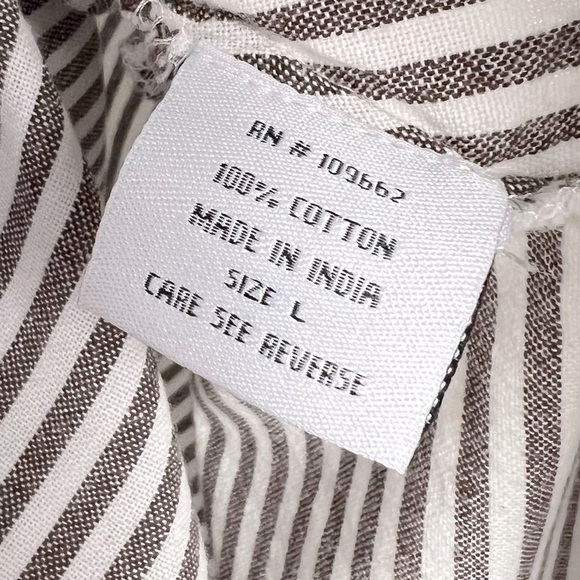 RN # 109662
100% COTTON
MADE IN INDIA
SIZE L
CARE SEE REVERSE